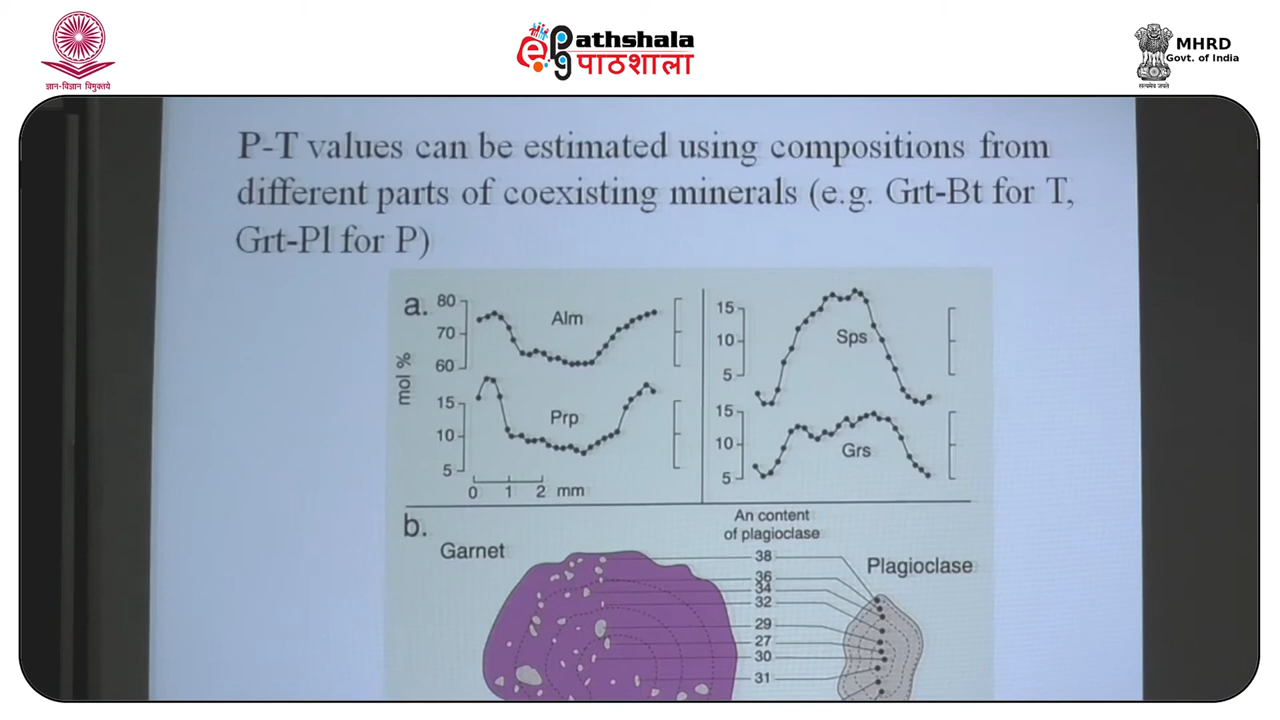 ज्ञान-विज्ञान विमुक्तये
ePGpathshala
पाठशाला
सत्यमेव जयते
MHRD
Govt. of India
P-T values can be estimated using compositions from
different parts of coexisting minerals (e.g. Grt-Bt for T,
Grt-Pl for P)
a.
mol %
80
70
60
Alm
15
10
5
Prp
0 1 2 mm
15
10
5
Sps
15
10
5
Grs
b.
Garnet
An content
of plagioclase
Plagioclase
38
36
34
32
29
27
30
31